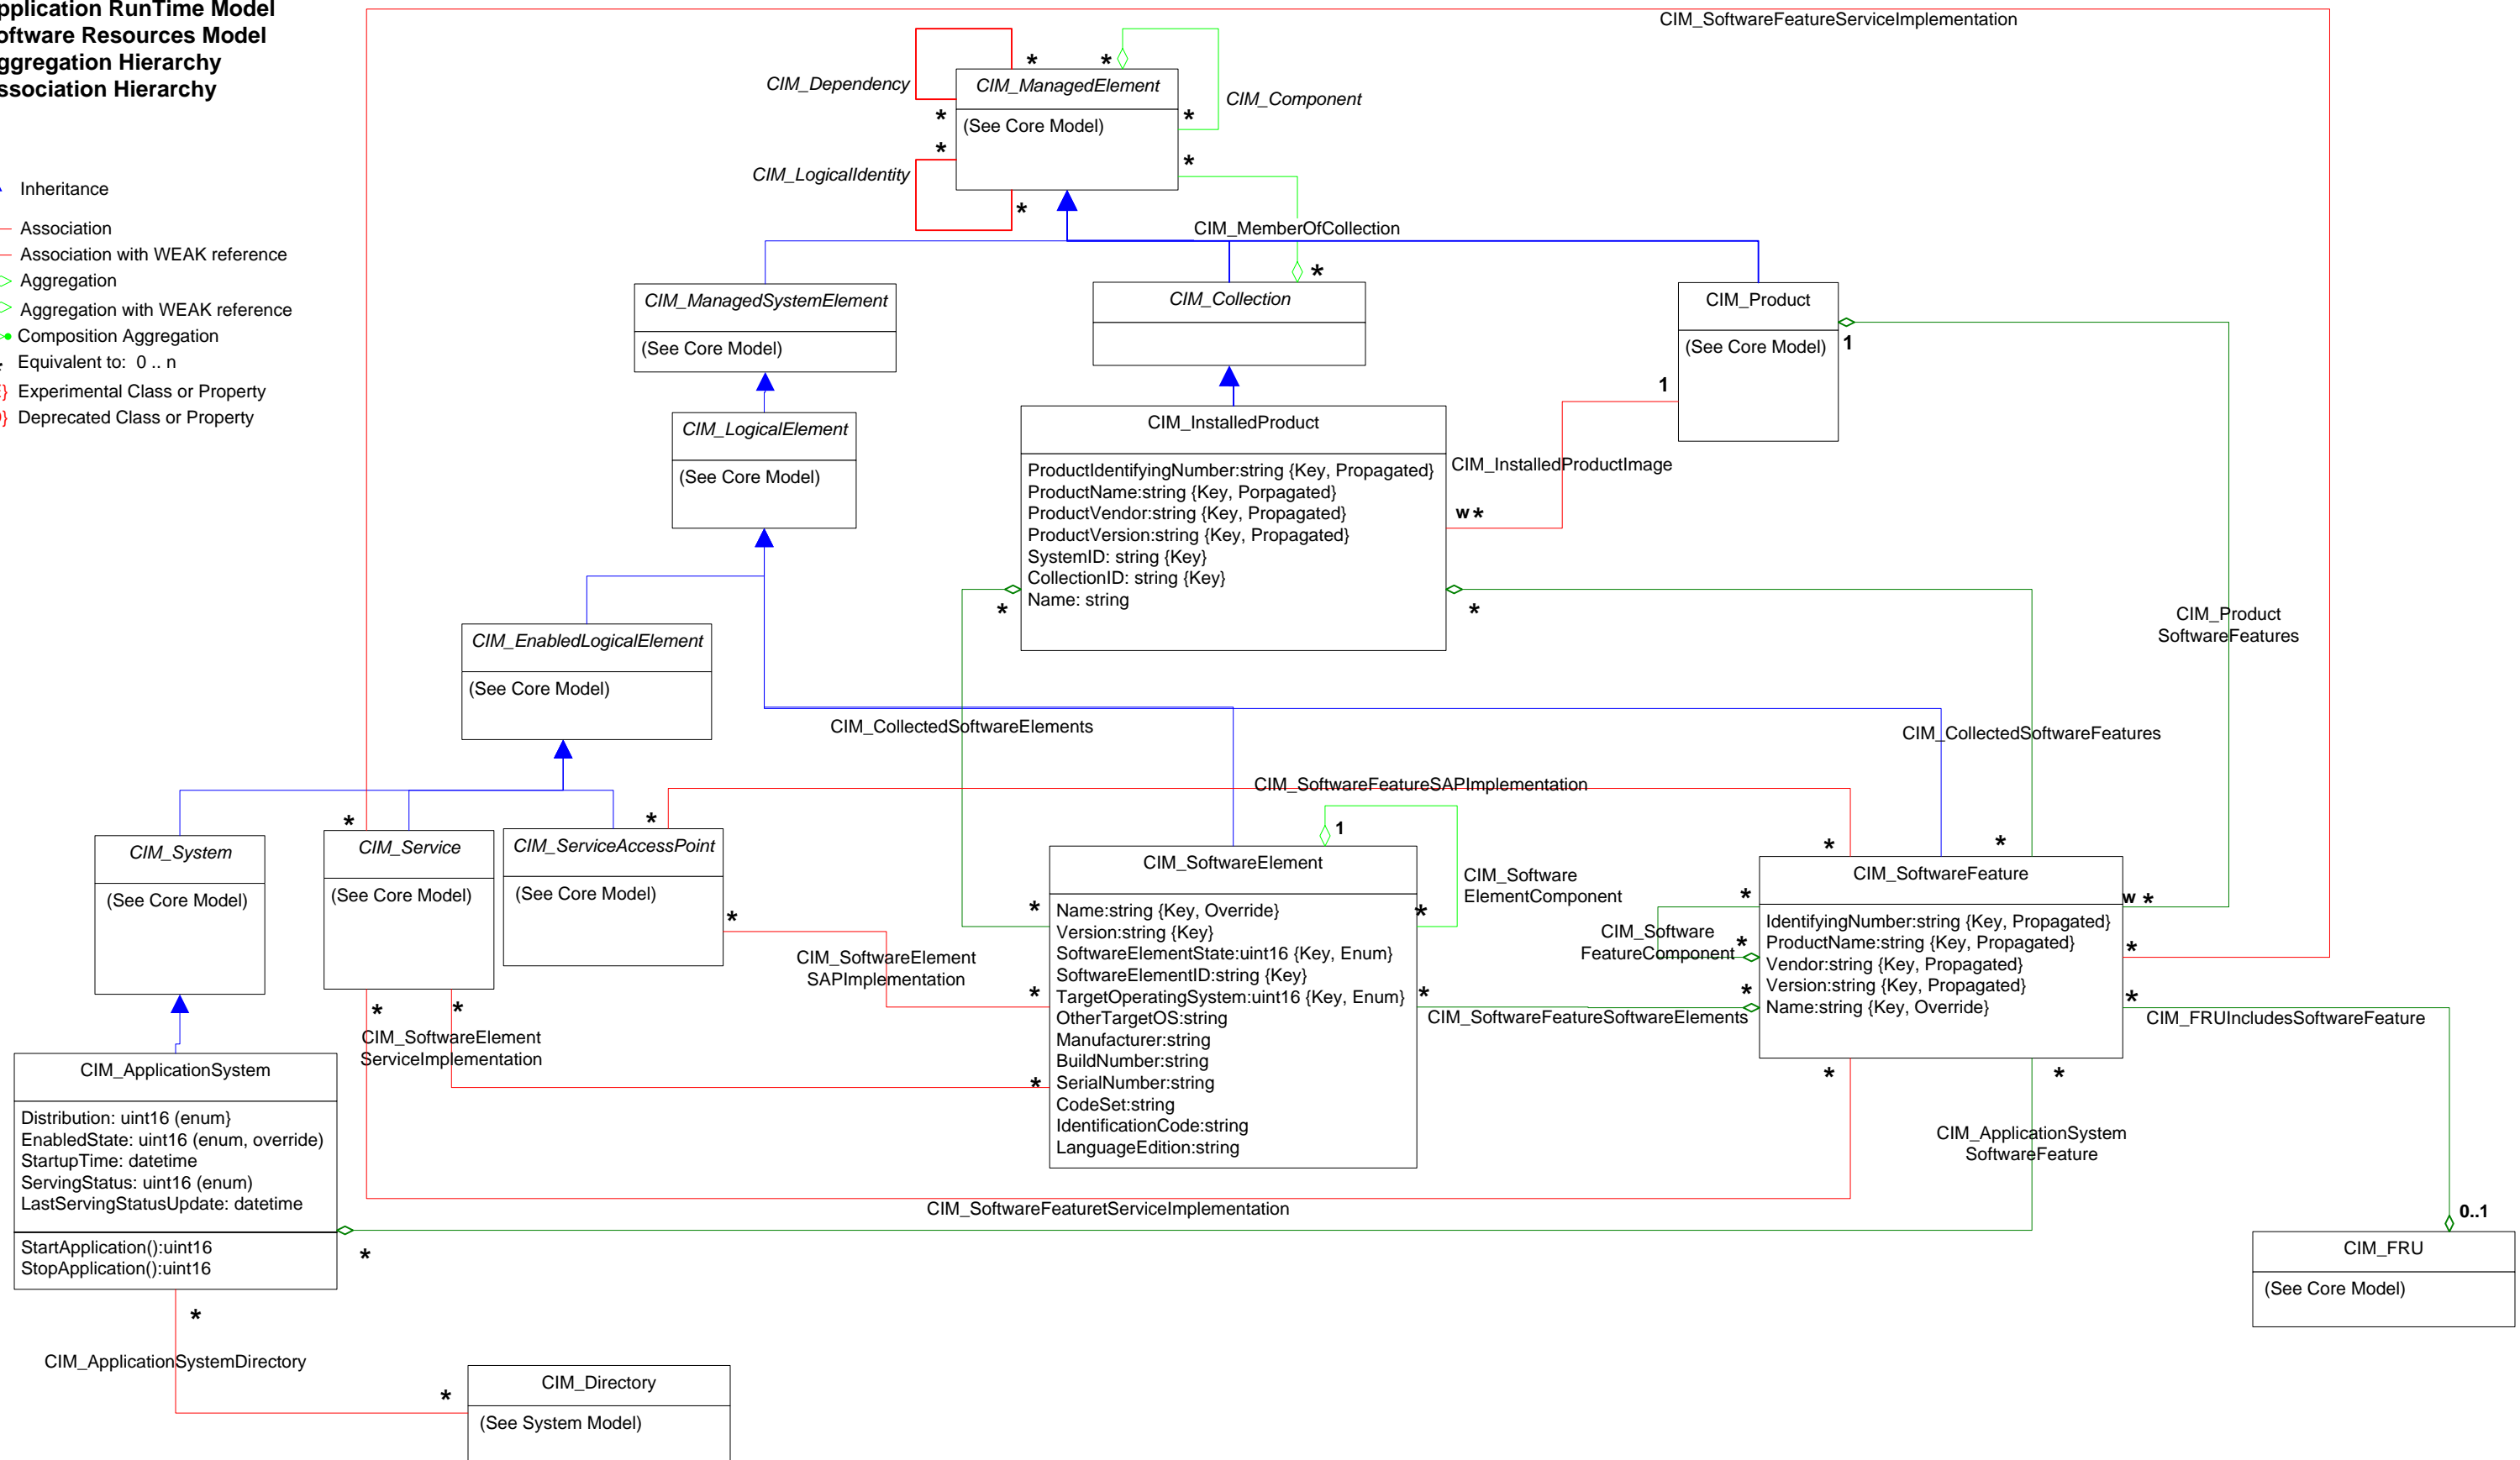 pplication RunTime Model
oftware Resources Model
ggregation Hierarchy
ssociation Hierarchy
Inheritance
Association
Association with WEAK reference
Aggregation
Aggregation with WEAK reference
Composition Aggregation
* Equivalent to: 0 .. n
} Experimental Class or Property
} Deprecated Class or Property
CIM_SoftwareFeatureServiceImplementation
CIM_Dependency
*
*
CIM_ManagedElement
CIM_Component
*
*
(See Core Model)
*
*
CIM_LogicalIdentity
*
CIM_MemberOfCollection
*
CIM_ManagedSystemElement
(See Core Model)
CIM_Collection
CIM_Product
(See Core Model)
1
1
CIM_LogicalElement
(See Core Model)
CIM_InstalledProduct
ProductIdentifyingNumber:string {Key, Propagated}
ProductName:string {Key, Porpagated}
ProductVendor:string {Key, Propagated}
ProductVersion:string {Key, Propagated}
SystemID: string {Key}
CollectionID: string {Key}
Name: string
CIM_InstalledProductImage
w *
*
*
CIM_Product
SoftwareFeatures
CIM_EnabledLogicalElement
(See Core Model)
CIM_CollectedSoftwareElements
CIM_CollectedSoftwareFeatures
CIM_SoftwareFeatureSAPImplementation
*
*
1
*
*
CIM_System
(See Core Model)
CIM_Service
(See Core Model)
CIM_ServiceAccessPoint
(See Core Model)
*
CIM_SoftwareElement
SAPImplementation
CIM_SoftwareElement
*
*
*
*
*
Name:string {Key, Override}
Version:string {Key}
SoftwareElementState:uint16 {Key, Enum}
SoftwareElementID:string {Key}
TargetOperatingSystem:uint16 {Key, Enum}
OtherTargetOS:string
Manufacturer:string
BuildNumber:string
SerialNumber:string
CodeSet:string
IdentificationCode:string
LanguageEdition:string
CIM_Software
ElementComponent
CIM_Software
FeatureComponent
*
*
*
CIM_SoftwareFeatureSoftwareElements
CIM_SoftwareFeature
IdentifyingNumber:string {Key, Propagated}
ProductName:string {Key, Propagated}
Vendor:string {Key, Propagated}
Version:string {Key, Propagated}
Name:string {Key, Override}
w *
*
*
CIM_FRUIncludesSoftwareFeature
*
*
CIM_ApplicationSystem
SoftwareFeature
*
*
CIM_SoftwareElement
ServiceImplementation
CIM_ApplicationSystem
Distribution: uint16 (enum}
EnabledState: uint16 (enum, override)
StartupTime: datetime
ServingStatus: uint16 (enum)
LastServingStatusUpdate: datetime
StartApplication():uint16
StopApplication():uint16
CIM_SoftwareFeaturetServiceImplementation
*
*
0..1
CIM_FRU
(See Core Model)
CIM_ApplicationSystemDirectory
*
CIM_Directory
(See System Model)